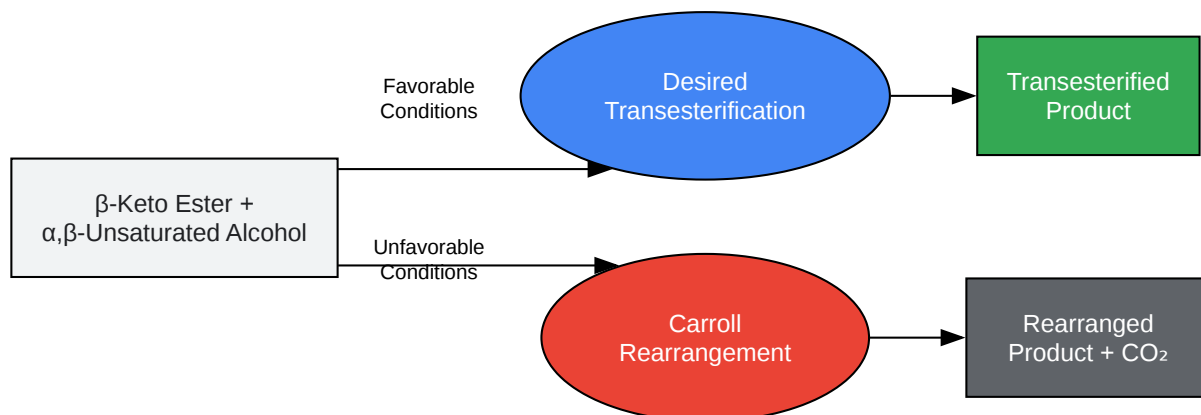 β-Keto Ester +
α,β-Unsaturated Alcohol
Favorable
Conditions
Desired
Transesterification
Transesterified
Product
Unfavorable
Conditions
Carroll
Rearrangement
Rearranged
Product + CO₂